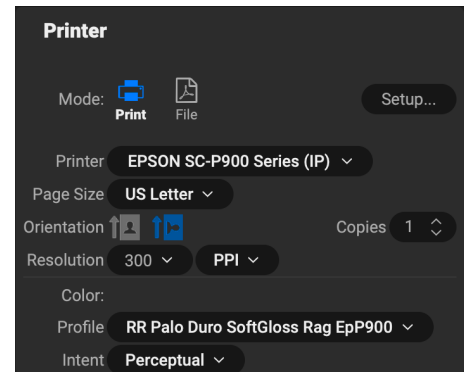 Printer
Mode: Print File Setup...
Printer EPSON SC-P900 Series (IP)
Page Size US Letter
Orientation Copies 1
Resolution 300 PPI
Color:
Profile RR Palo Duro SoftGloss Rag EpP900
Intent Perceptual